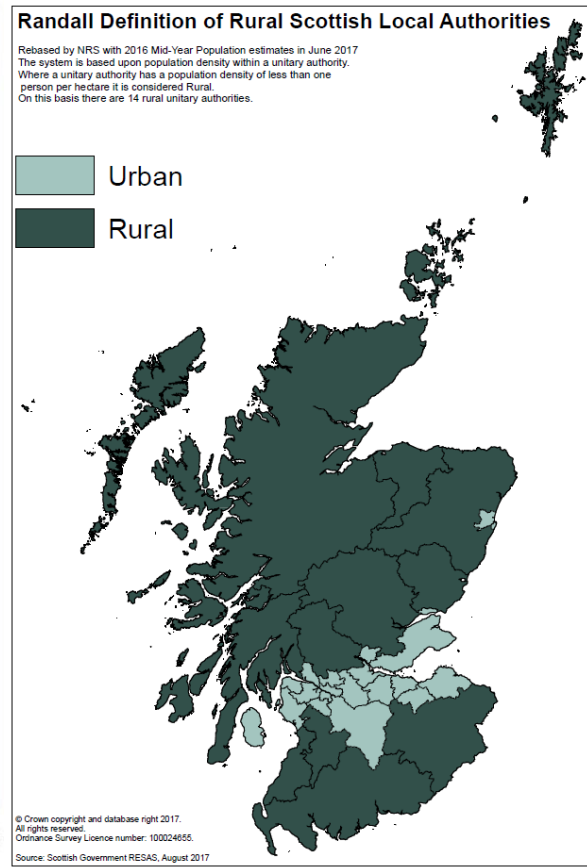 Randall Definition of Rural Scottish Local Authorities
Rebased by NRS with 2016 Mid-Year Population estimates in June 2017
The system is based upon population density within a unitary authority.
Where a unitary authority has a population density of less than one
person per hectare it is considered Rural.
On this basis there are 14 rural unitary authorities.
Urban
Rural
© Crown copyright and database right 2017.
All rights reserved.
Ordnance Survey Licence number: 100024655.
Source: Scottish Government RESAS, August 2017